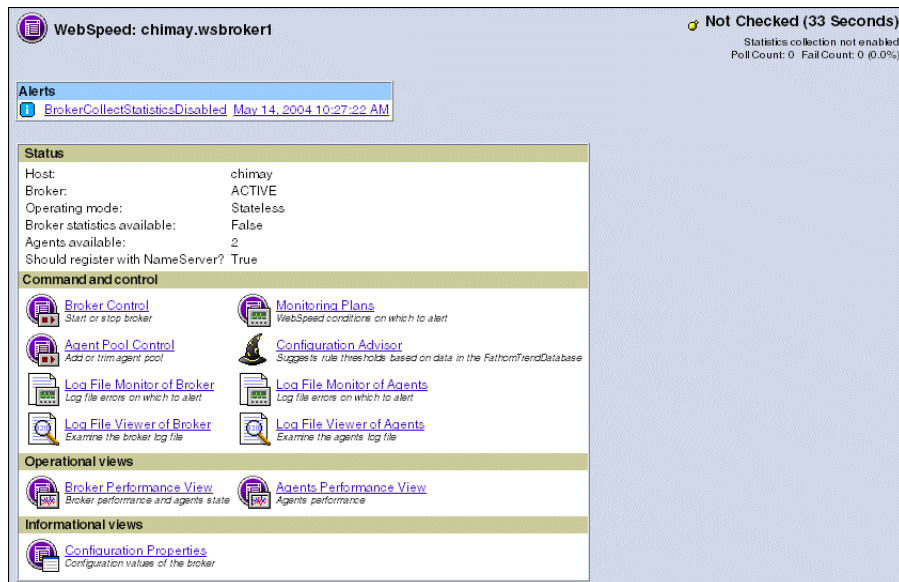 WebSpeed: chimay.wsbroker1
Not Checked (33 Seconds)
Statistics collection not enabled
Poll Count: 0 Fail Count: 0 (0.0%)
Alerts
BrokerCollectStatisticsDisabled May 14, 2004 10:27:22 AM
Status
Host: chimay
Broker: ACTIVE
Operating mode: Stateless
Broker statistics available: False
Agents available: 2
Should register with NameServer? True
Command and control
Broker Control
Start or stop broker
Monitoring Plans
WebSpeed conditions on which to alert
Agent Pool Control
Add or trim agent pool
Configuration Advisor
Suggests rule thresholds based on data in the FathomTrendDatabase
Log File Monitor of Broker
Log file errors on which to alert
Log File Monitor of Agents
Log file errors on which to alert
Log File Viewer of Broker
Examine the broker log file
Log File Viewer of Agents
Examine the agents log file
Operational views
Broker Performance View
Broker performance and agents state
Agents Performance View
Agents performance
Informational views
Configuration Properties
Configuration values of the broker